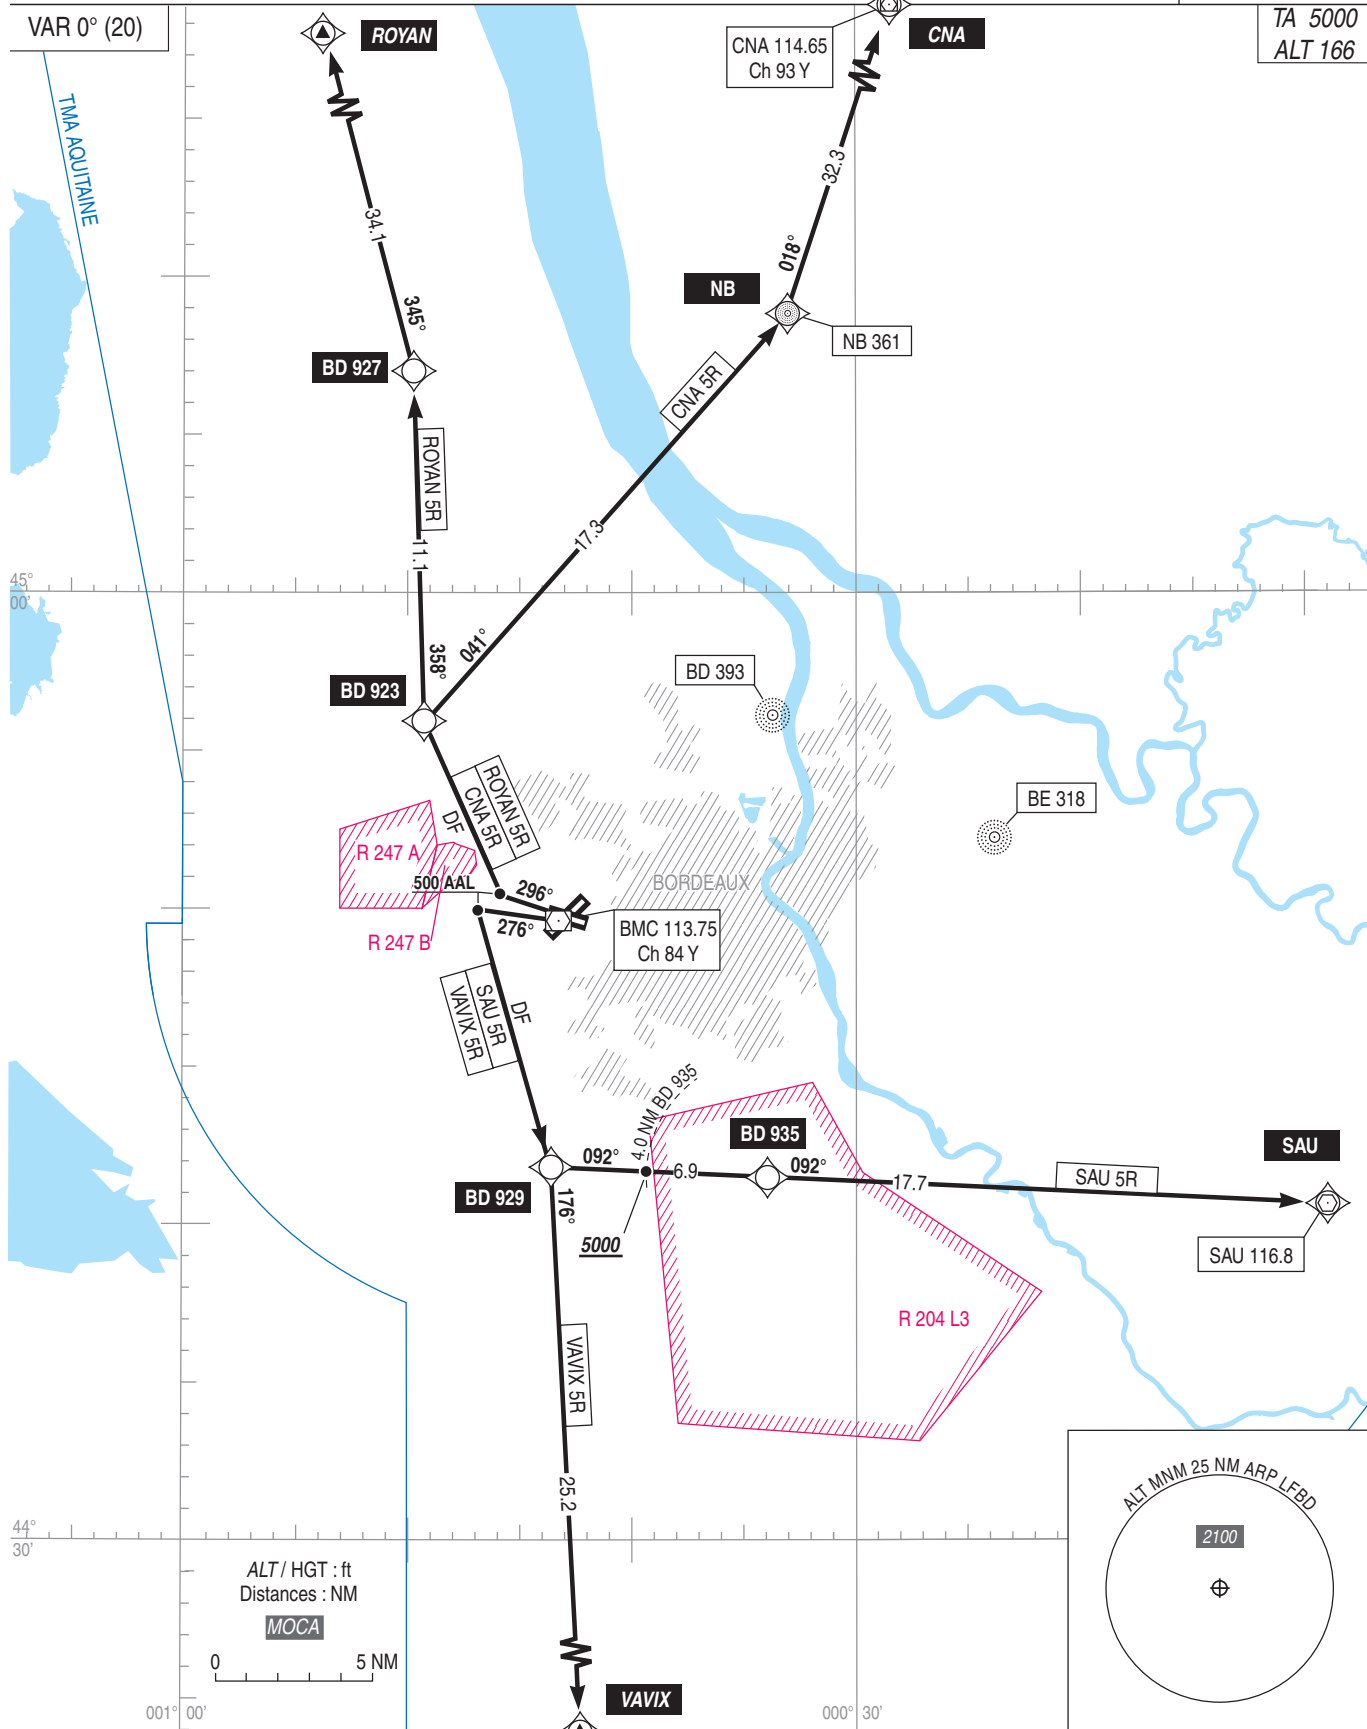 VAR 0° (20)
ROYAN
CNA 114.65
Ch 93 Y
CNA
TA 5000
ALT 166
TMA AQUITAINE
34.1
32.3
345°
018°
NB
NB 361
BD 927
CNA 5R
ROYAN 5R
17.3
11.1
45°
00'
358°
041°
BD 923
BD 393
ROYAN 5R
CNA 5R
DF
BE 318
R 247 A
500 AAL
296°
BORDEAUX
276°
R 247 B
BMC 113.75
Ch 84 Y
SAU 5R
VAVIX 5R
DF
4.0 NM BD 935
BD 935
SAU
092°
6.9
092°
17.7
SAU 5R
BD 929
176°
5000
SAU 116.8
R 204 L3
VAVIX 5R
25.2
ALT MNM 25 NM ARP LFBD
2100
44°
30'
ALT / HGT : ft
Distances : NM
MOCA
0
5 NM
VAVIX
001° 00'
000° 30'